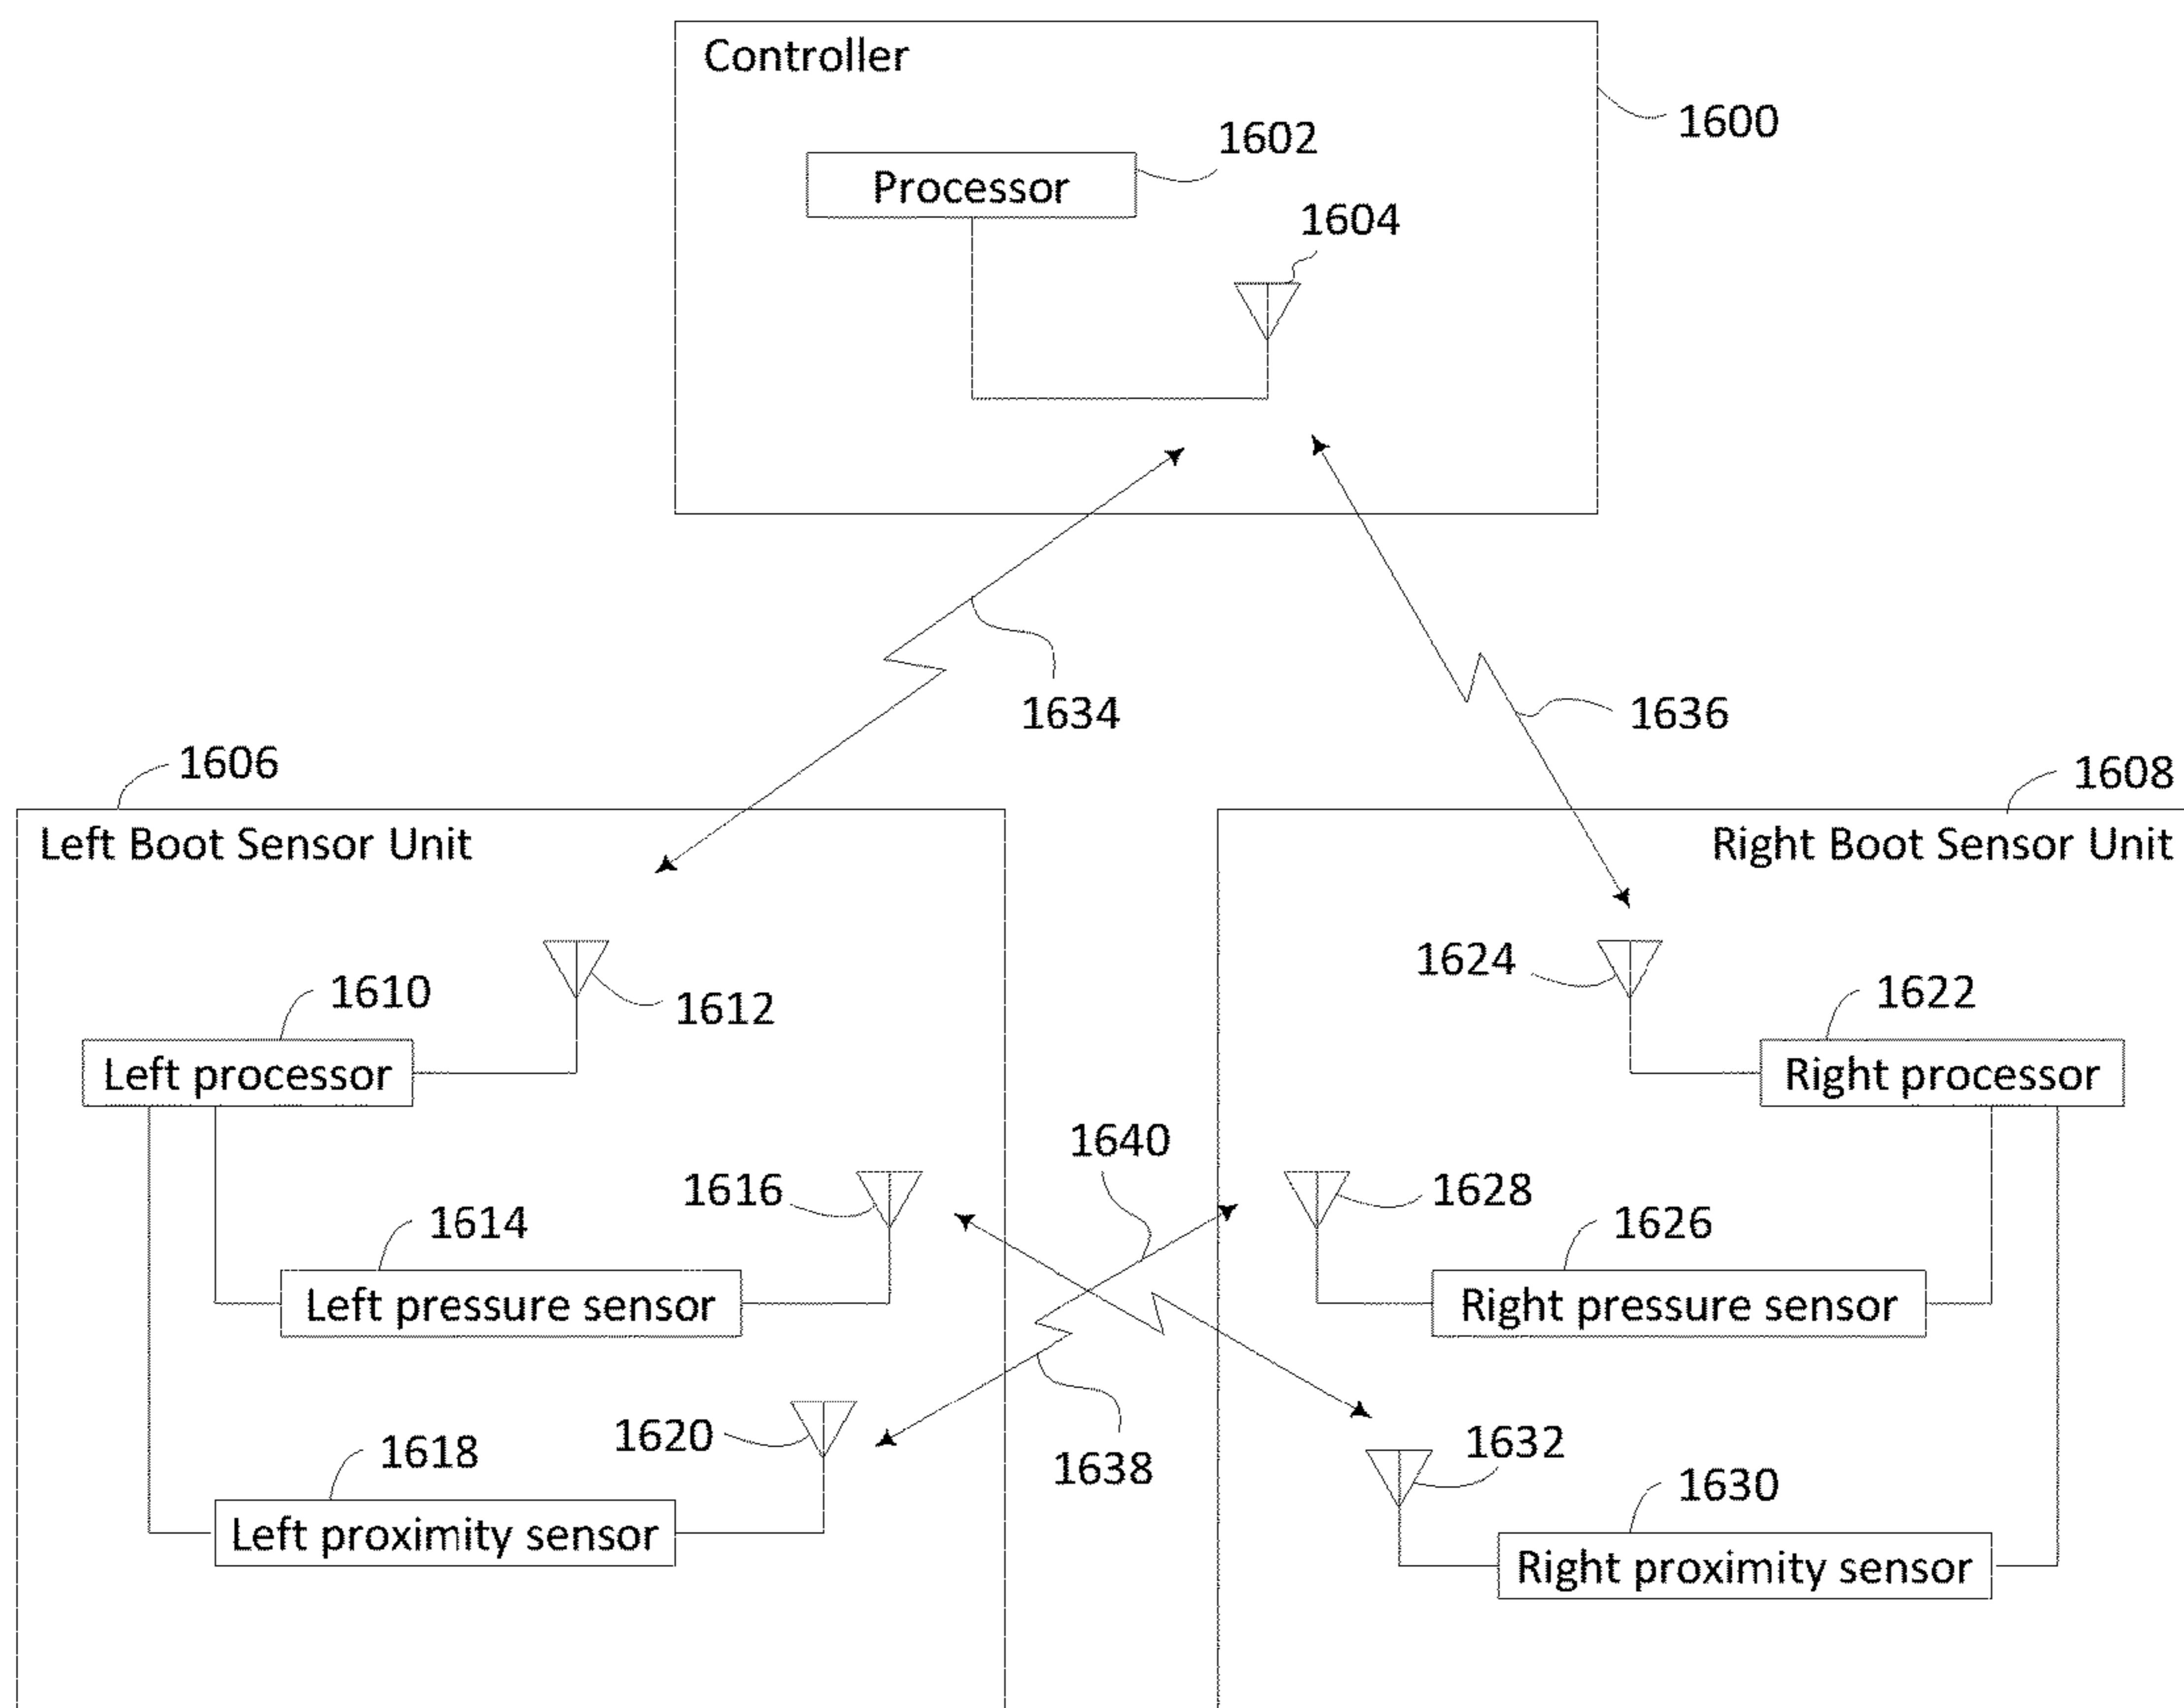 Controller
1600
1602
Processor
1604
1634
1636
1606
1608
Left Boot Sensor Unit
Right Boot Sensor Unit
1610
1612
1624
1622
Left processor
Right processor
1640
1616
1628
1614
1626
Left pressure sensor
Right pressure sensor
1620
1632
1618
1638
1630
Left proximity sensor
Right proximity sensor